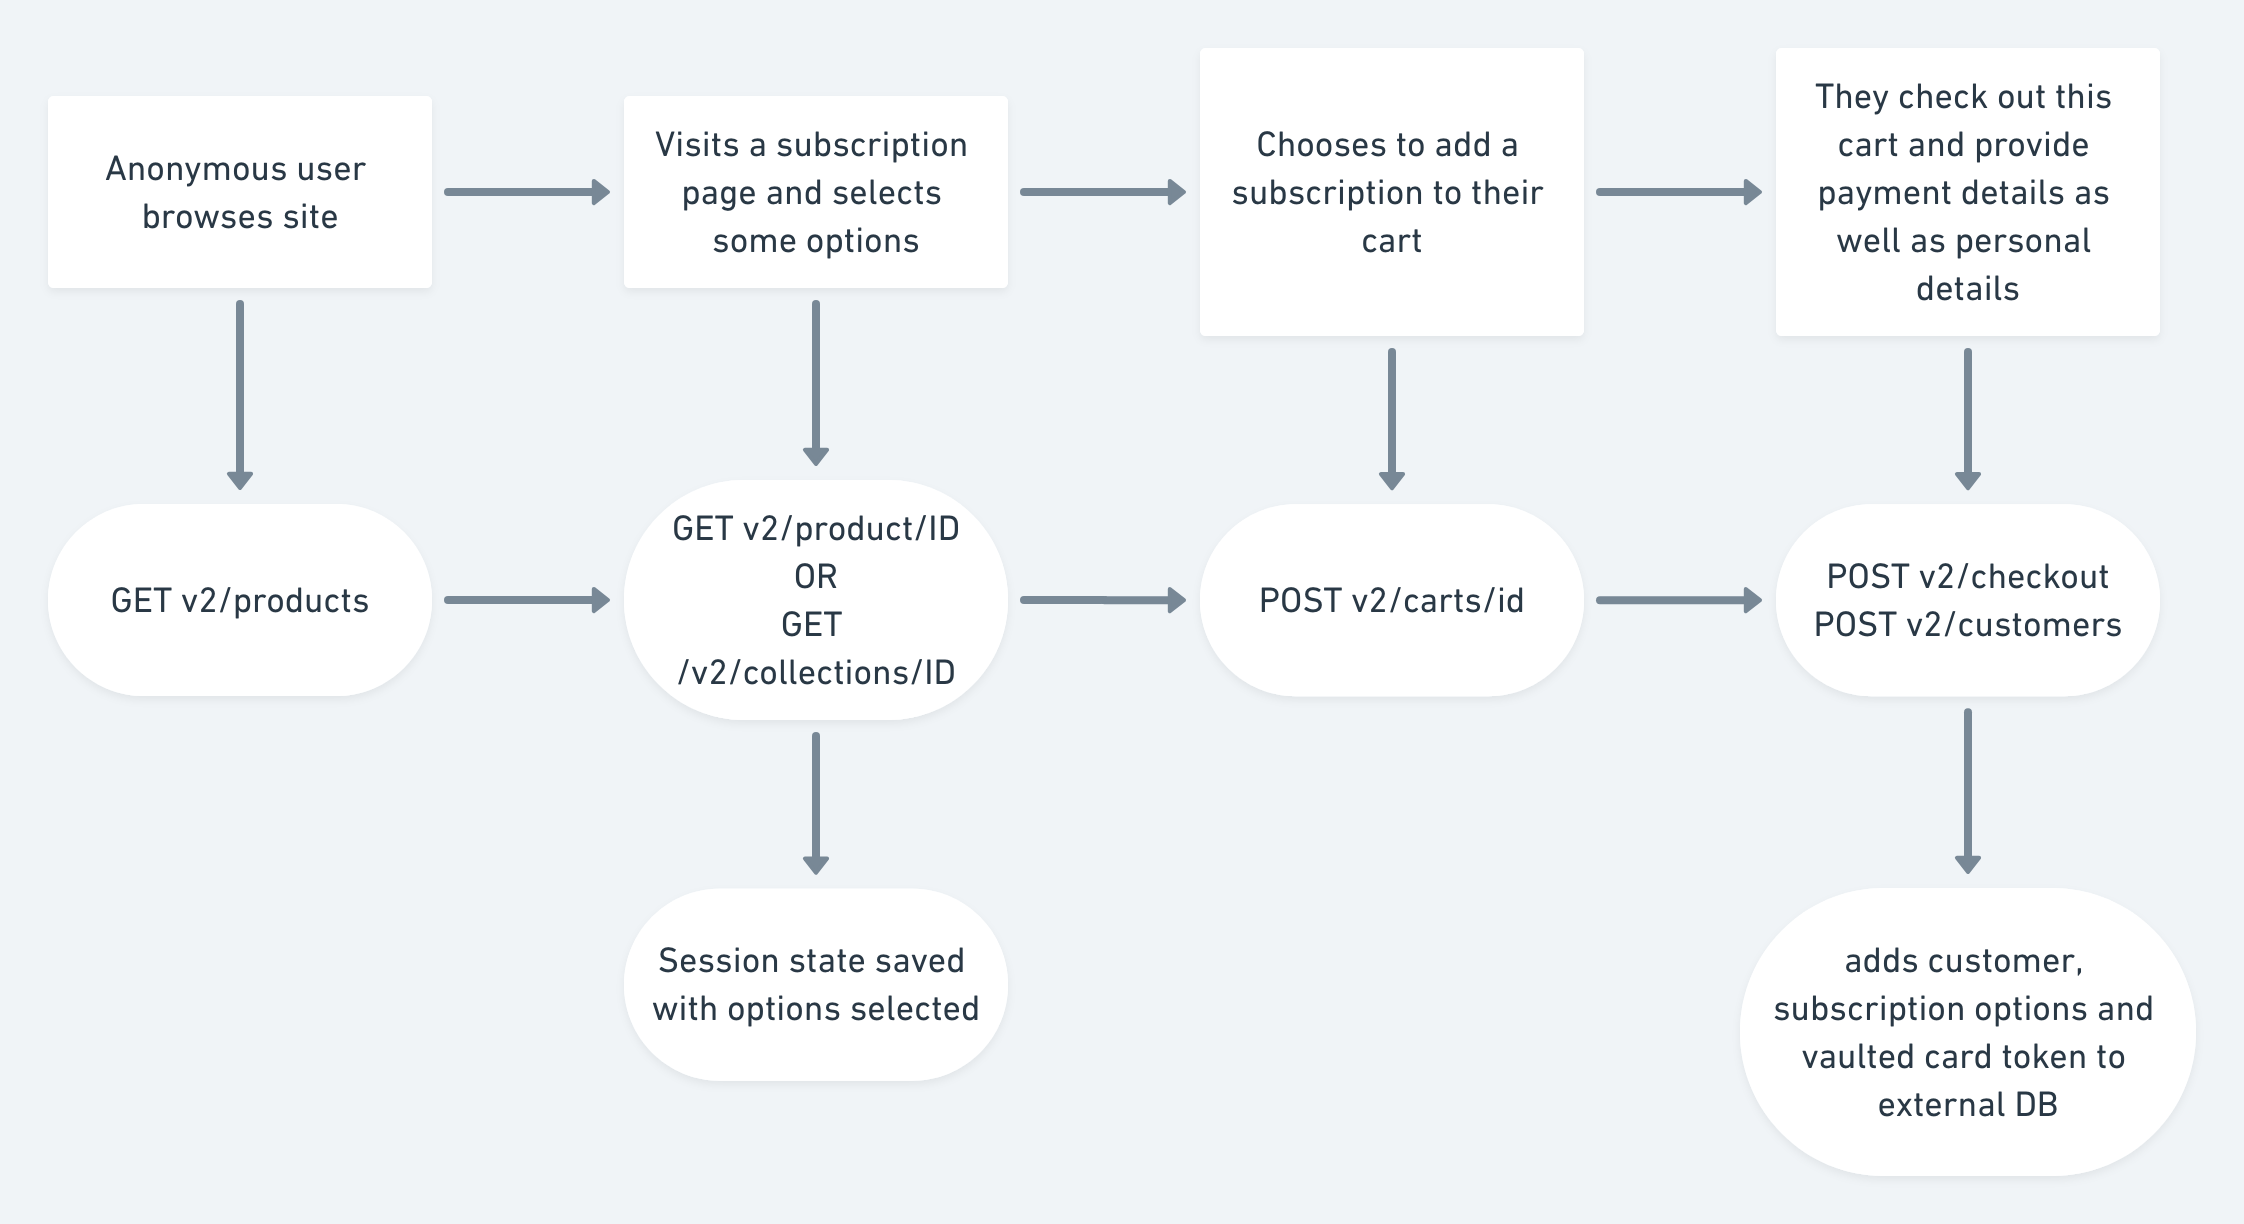 Anonymous user
browses site
Visits a subscription
page and selects
some options
Chooses to add a
subscription to their
cart
They check out this
cart and provide
payment details as
well as personal
details
GET v2/products
GET v2/product/ID
OR
GET
/v2/collections/ID
POST v2/carts/id
POST v2/checkout
POST v2/customers
Session state saved
with options selected
adds customer,
subscription options and
vaulted card token to
external DB